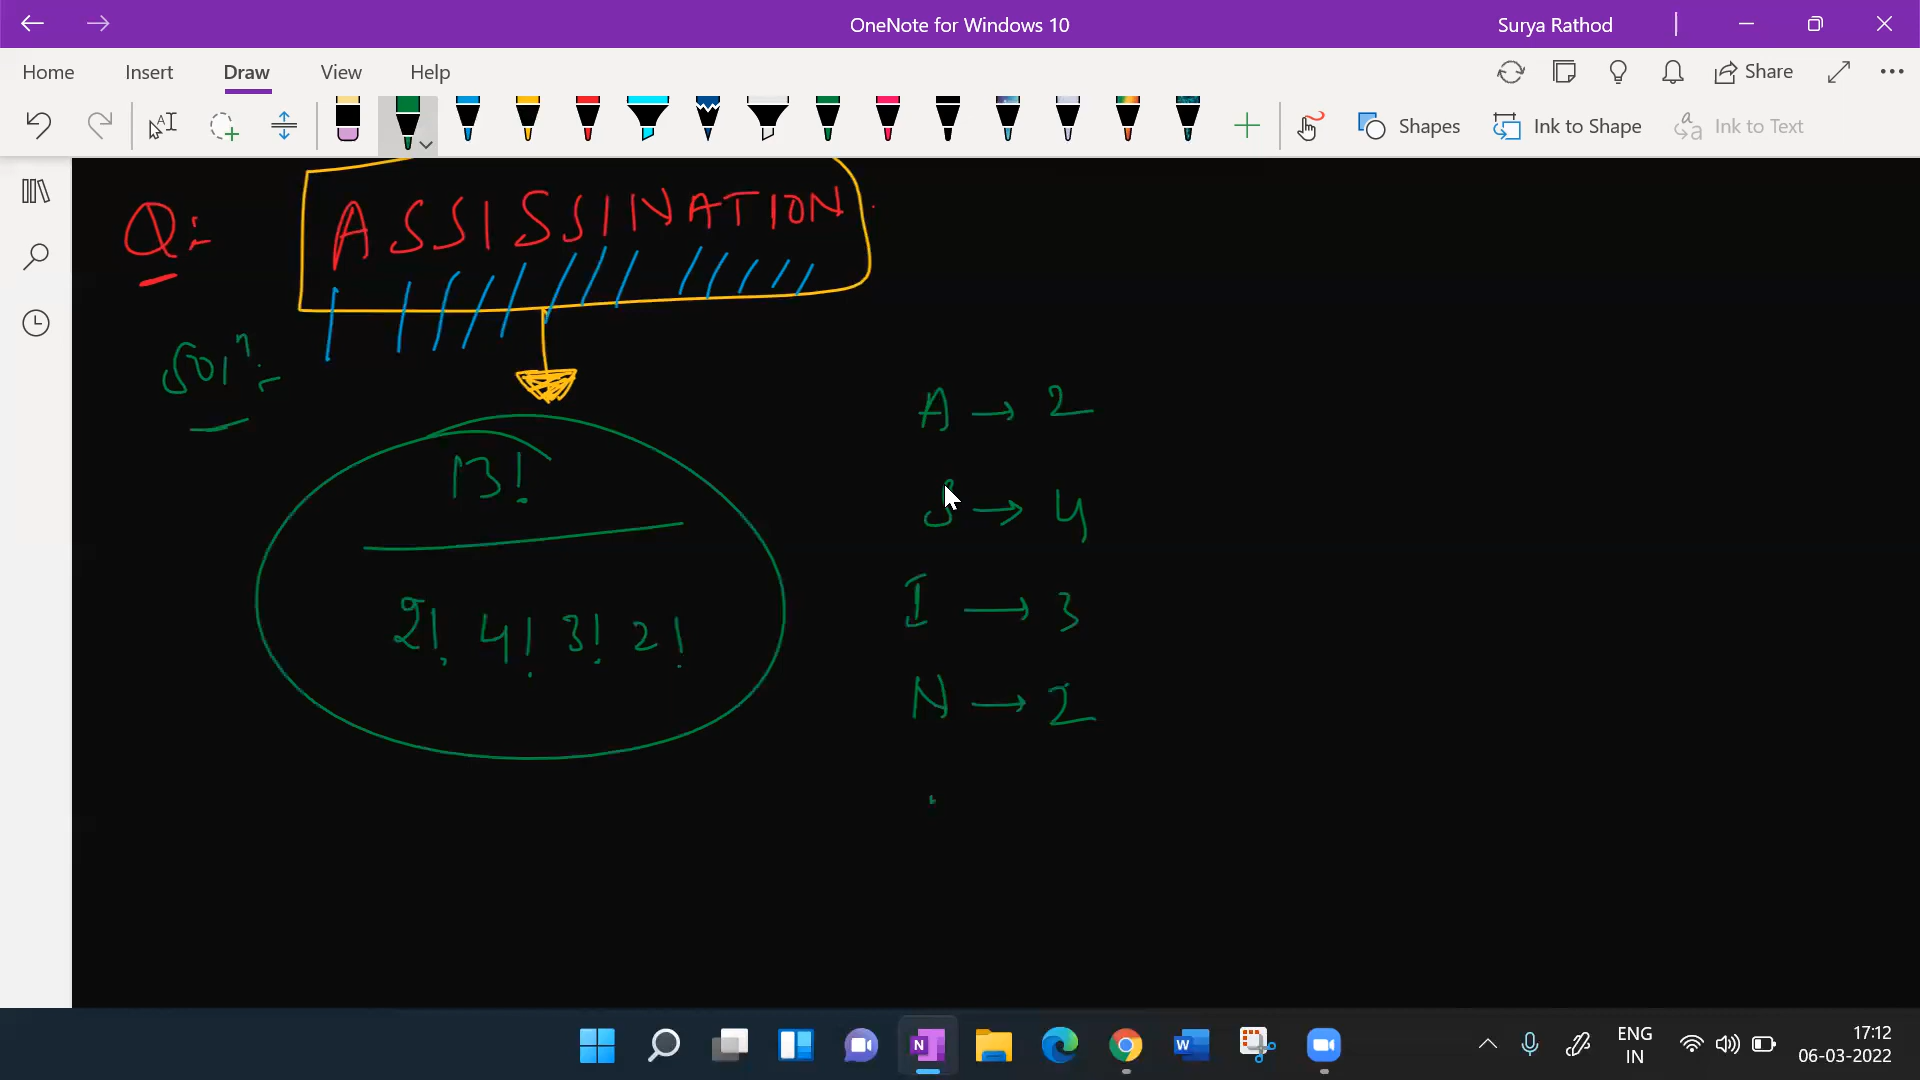 OneNote for Windows 10
Surya Rathod
Home Insert Draw View Help
Share
Shapes
Ink to Shape
Ink to Text
Q:-
ASSISSINATION
Solⁿ:-
13!
2! 4! 3! 2!
A → 2
S → 4
I → 3
N → 2
ENG
IN
17:12
06-03-2022